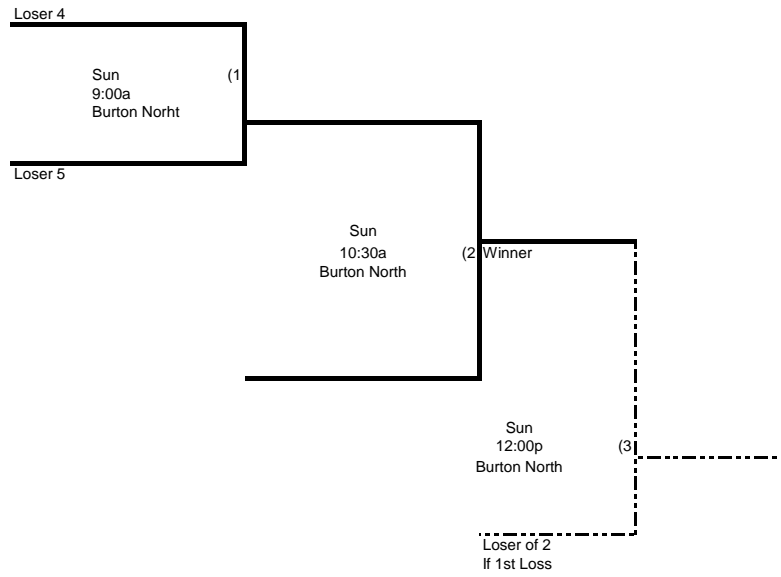 Loser 4
Sun (1
9:00a
Burton Norht
Loser 5
Sun
10:30a (2 Winner
Burton North
Sun
12:00p (3
Burton North
Loser of 2
If 1st Loss